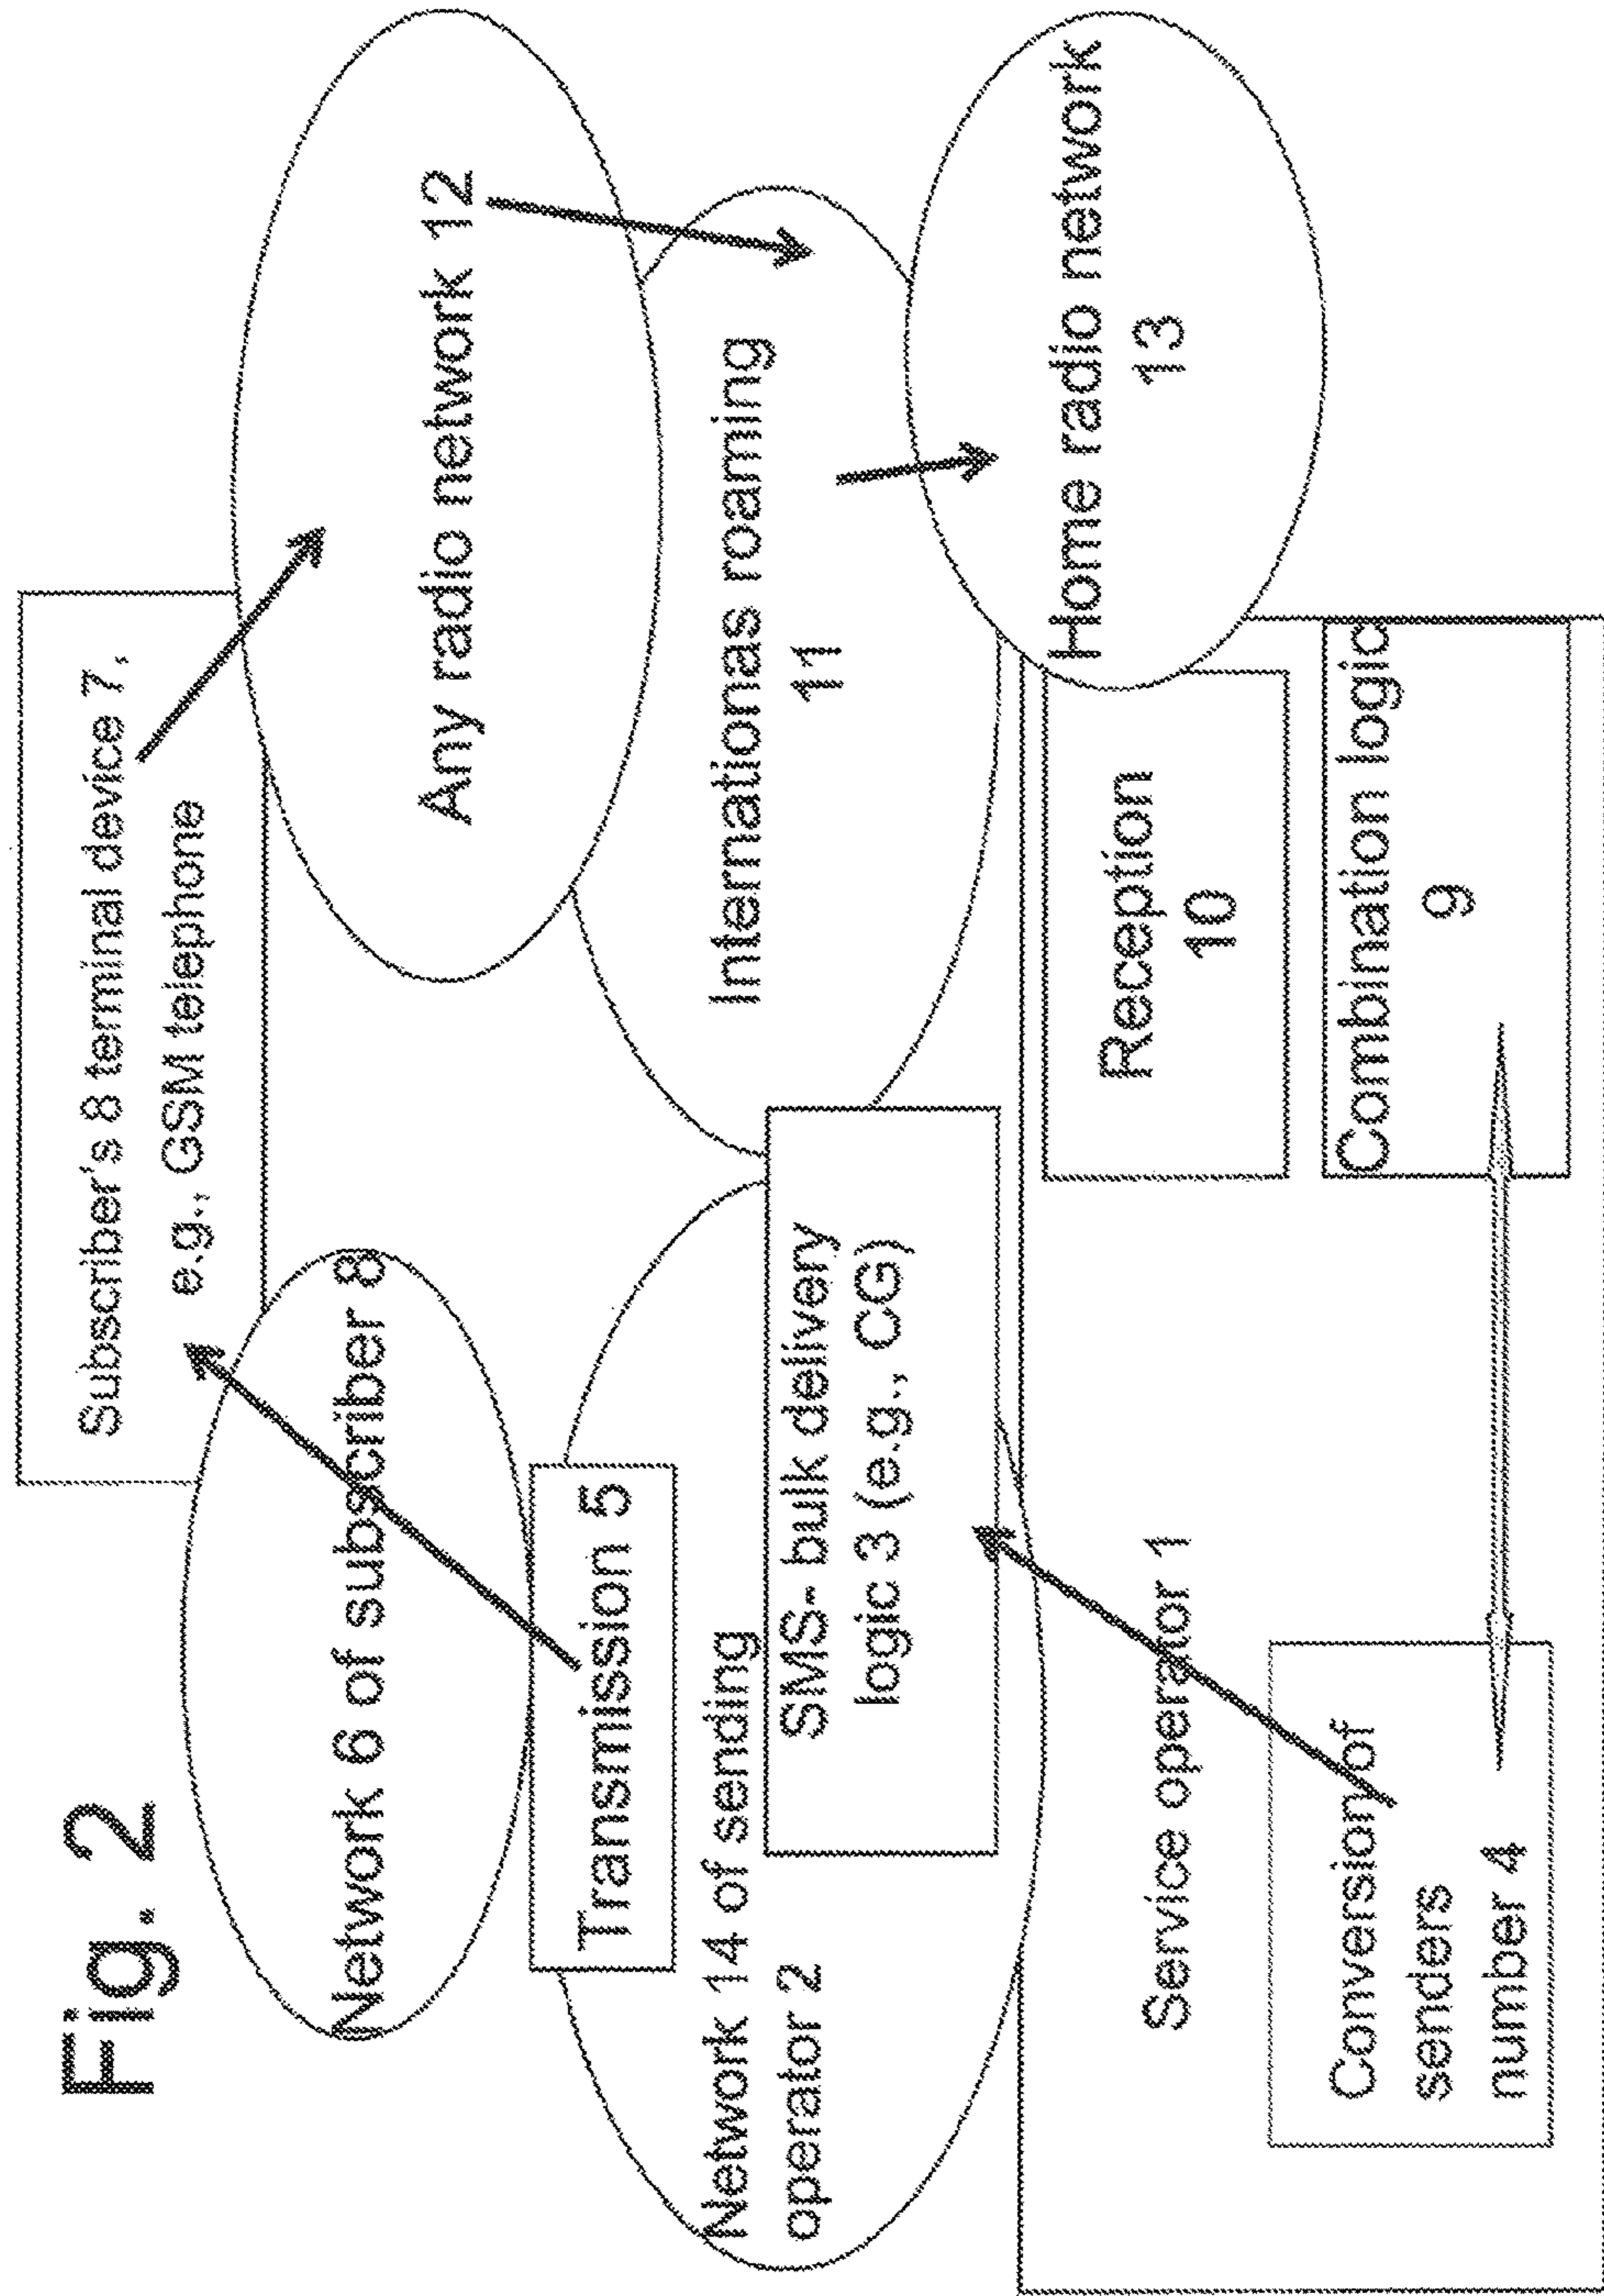 Fig. 2
Subscriber's 8 terminal device 7,
e.g., GSM telephone
Network 6 of subscriber 8
Any radio network 12
Transmission 5
Network 14 of sending
operator 2
SMS- bulk delivery
logic 3 (e.g., CG)
Internationas roaming
11
Home radio network
13
Service operator 1
Reception
10
Conversion of
senders
number 4
Combination logic
9